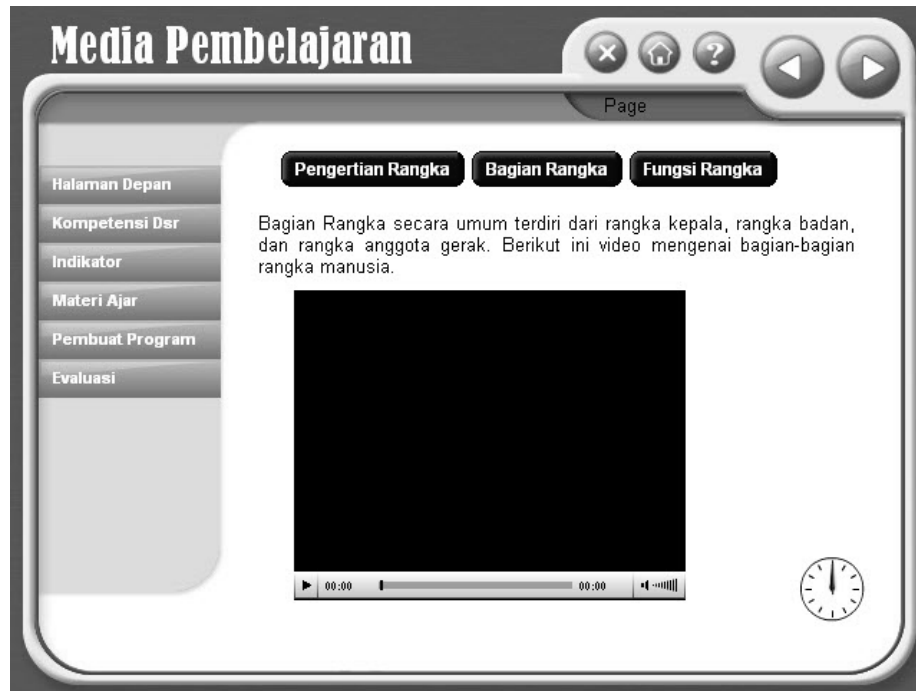 Media Pembelajaran
?
Page
Halaman Depan
Kompetensi Dsr
Indikator
Materi Ajar
Pembuat Program
Evaluasi
Pengertian Rangka Bagian Rangka Fungsi Rangka
Bagian Rangka secara umum terdiri dari rangka kepala, rangka badan,
dan rangka anggota gerak. Berikut ini video mengenai bagian-bagian
rangka manusia.
00:00 00:00